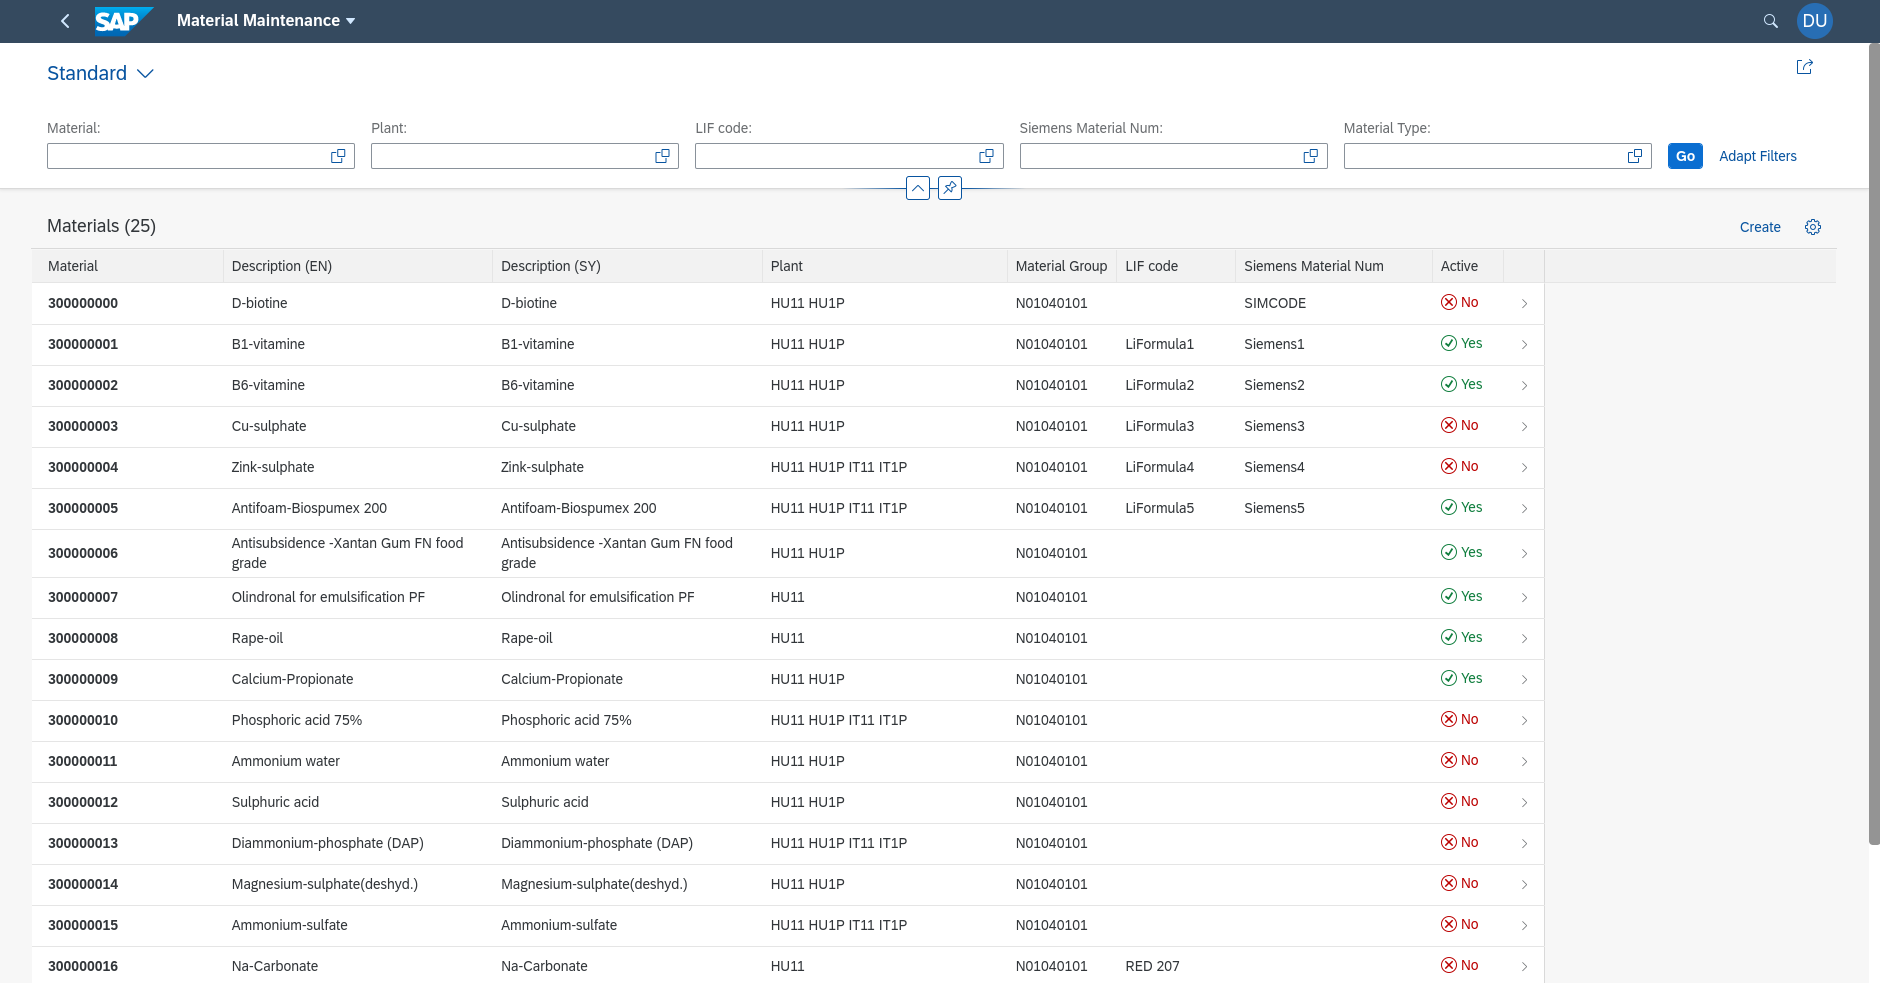 SAP Material Maintenance DU
Standard
Material: Plant: LIF code: Siemens Material Num: Material Type:
Go Adapt Filters
Materials (25) Create
Material Description (EN) Description (SY) Plant Material Group LIF code Siemens Material Num Active
300000000 D-biotine D-biotine HU11 HU1P N01040101 SIMCODE No
300000001 B1-vitamine B1-vitamine HU11 HU1P N01040101 LiFormula1 Siemens1 Yes
300000002 B6-vitamine B6-vitamine HU11 HU1P N01040101 LiFormula2 Siemens2 Yes
300000003 Cu-sulphate Cu-sulphate HU11 HU1P N01040101 LiFormula3 Siemens3 No
300000004 Zink-sulphate Zink-sulphate HU11 HU1P IT11 IT1P N01040101 LiFormula4 Siemens4 No
300000005 Antifoam-Biospumex 200 Antifoam-Biospumex 200 HU11 HU1P IT11 IT1P N01040101 LiFormula5 Siemens5 Yes
300000006 Antisubsidence -Xantan Gum FN food grade Antisubsidence -Xantan Gum FN food grade HU11 HU1P N01040101 Yes
300000007 Olindronal for emulsification PF Olindronal for emulsification PF HU11 N01040101 Yes
300000008 Rape-oil Rape-oil HU11 N01040101 Yes
300000009 Calcium-Propionate Calcium-Propionate HU11 HU1P N01040101 Yes
300000010 Phosphoric acid 75% Phosphoric acid 75% HU11 HU1P IT11 IT1P N01040101 No
300000011 Ammonium water Ammonium water HU11 HU1P N01040101 No
300000012 Sulphuric acid Sulphuric acid HU11 HU1P N01040101 No
300000013 Diammonium-phosphate (DAP) Diammonium-phosphate (DAP) HU11 HU1P IT11 IT1P N01040101 No
300000014 Magnesium-sulphate(deshyd.) Magnesium-sulphate(deshyd.) HU11 HU1P N01040101 No
300000015 Ammonium-sulfate Ammonium-sulfate HU11 HU1P IT11 IT1P N01040101 No
300000016 Na-Carbonate Na-Carbonate HU11 N01040101 RED 207 No